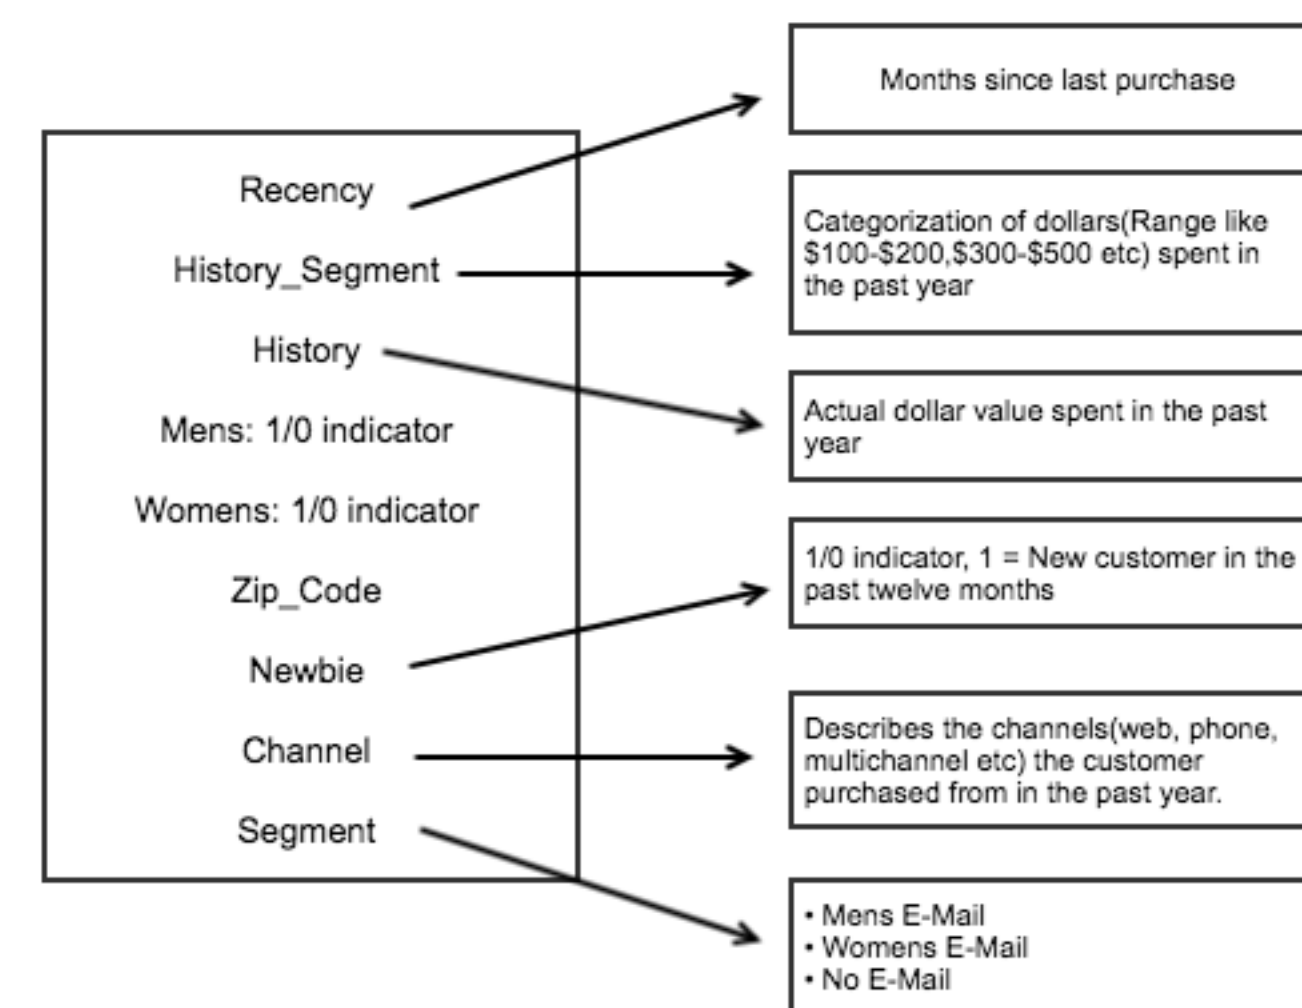 Recency
History_Segment
History
Mens: 1/0 indicator
Womens: 1/0 indicator
Zip_Code
Newbie
Channel
Segment
Months since last purchase
Categorization of dollars(Range like
$100-$200,$300-$500 etc) spent in
the past year
Actual dollar value spent in the past
year
1/0 indicator, 1 = New customer in the
past twelve months
Describes the channels(web, phone,
multichannel etc) the customer
purchased from in the past year.
• Mens E-Mail
• Womens E-Mail
• No E-Mail